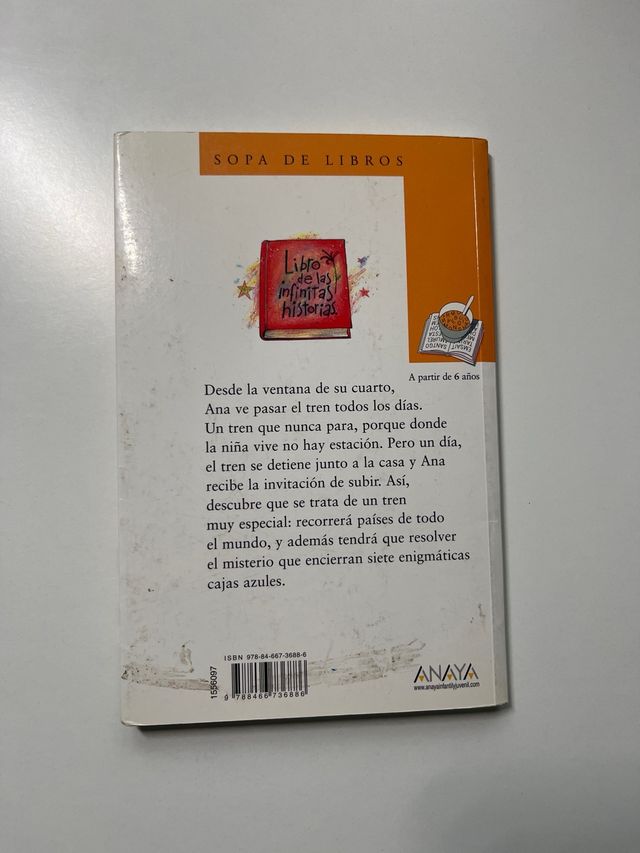 SOPA DE LIBROS
Libro
de las
infinitas
historias
A partir de 6 años
Desde la ventana de su cuarto,
Ana ve pasar el tren todos los días.
Un tren que nunca para, porque donde
la niña vive no hay estación. Pero un día,
el tren se detiene junto a la casa y Ana
recibe la invitación de subir. Así,
descubre que se trata de un tren
muy especial: recorrerá países de todo
el mundo, y además tendrá que resolver
el misterio que encierran siete enigmáticas
cajas azules.
ISBN 978-84-667-3688-6
1556097
9 788466 736886
ANAYA
www.anayainfantilyjuvenil.com